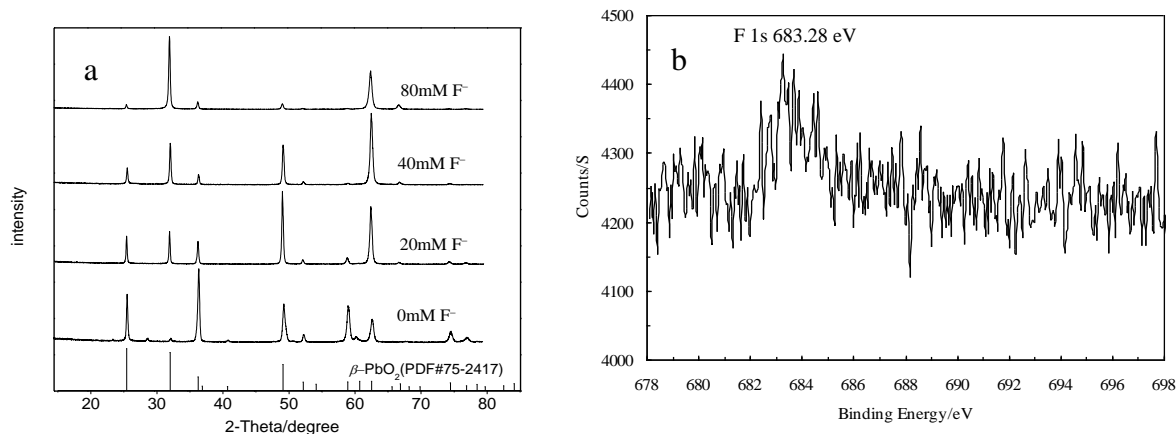 a
80mM F⁻
40mM F⁻
20mM F⁻
0mM F⁻
β–PbO₂(PDF#75-2417)
intensity
20 30 40 50 60 70 80
2-Theta/degree
b
F 1s 683.28 eV
4500
4400
4300
4200
4100
4000
Counts/S
678 680 682 684 686 688 690 692 694 696 698
Binding Energy/eV